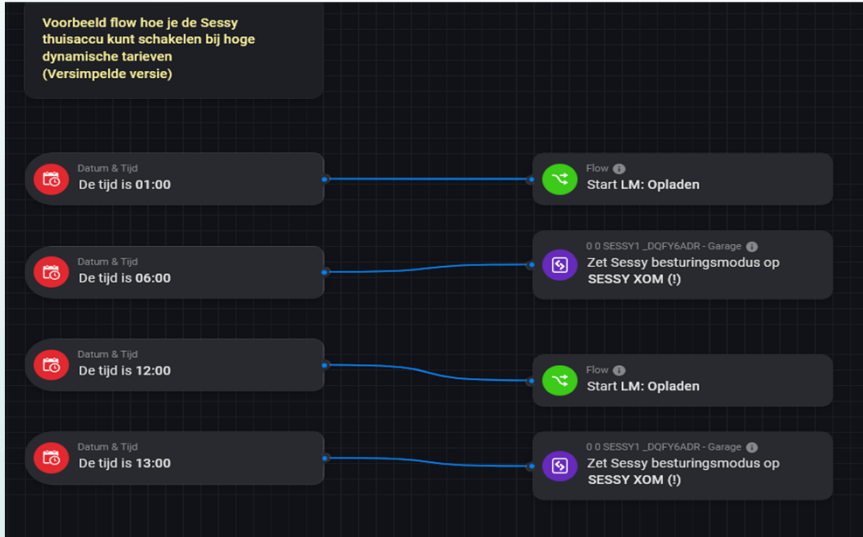 Voorbeeld flow hoe je de Sessy
thuisaccu kunt schakelen bij hoge
dynamische tarieven
(Versimpelde versie)
Datum & Tijd
De tijd is 01:00
Flow
Start LM: Opladen
Datum & Tijd
De tijd is 06:00
0 0 SESSY1 _DQFY6ADR - Garage
Zet Sessy besturingsmodus op
SESSY XOM (!)
Datum & Tijd
De tijd is 12:00
Flow
Start LM: Opladen
Datum & Tijd
De tijd is 13:00
0 0 SESSY1 _DQFY6ADR - Garage
Zet Sessy besturingsmodus op
SESSY XOM (!)